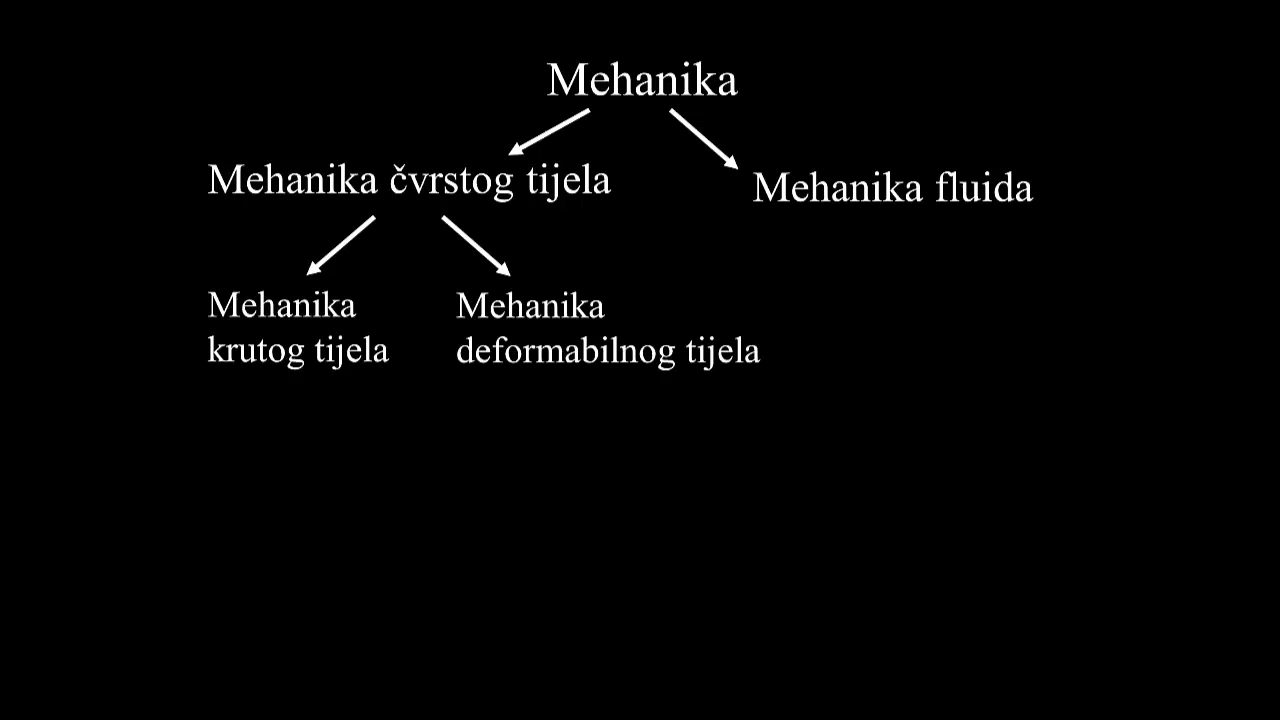 Mehanika
Mehanika čvrstog tijela
Mehanika fluida
Mehanika
krutog tijela
Mehanika
deformabilnog tijela